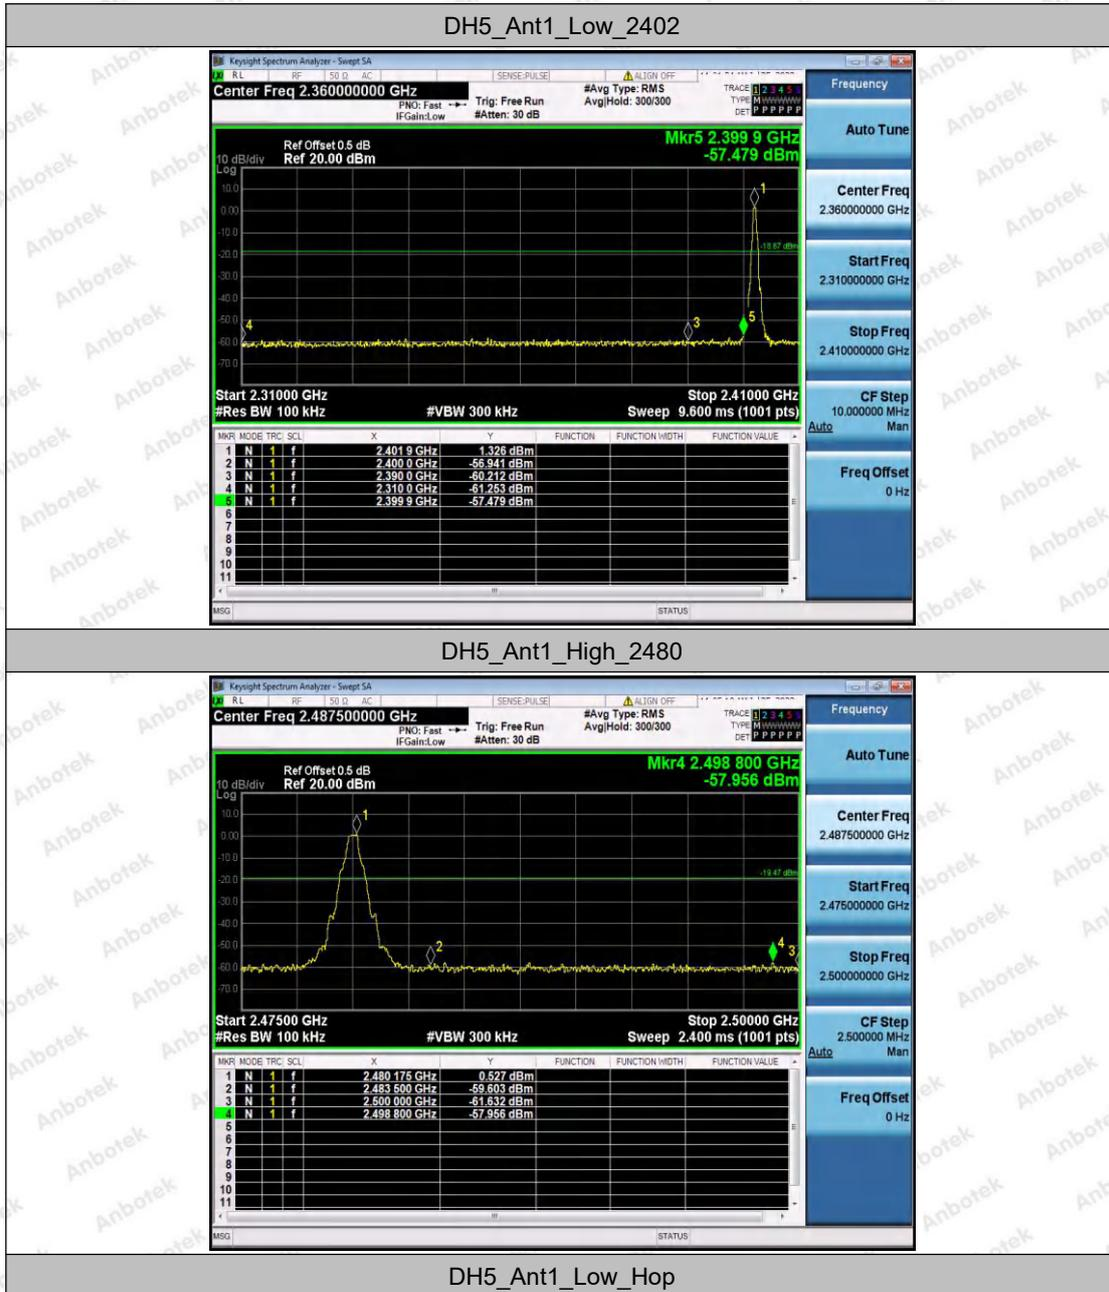 DH5_Ant1_Low_2402
Keysight Spectrum Analyzer - Swept SA
RL RF 50 Ω AC SENSE:PULSE ALIGN OFF
Center Freq 2.360000000 GHz
PNO: Fast
IFGain:Low
Trig: Free Run
#Atten: 30 dB
#Avg Type: RMS
Avg|Hold: 300/300
TRACE 1 2 3 4 5 6
TYPE M WWWWW
DET P P P P P P
Ref Offset 0.5 dB
Ref 20.00 dBm
10 dB/div
Log
Mkr5 2.399 9 GHz
-57.479 dBm
10.0
0.00
-10.0
-20.0
-30.0
-40.0
-50.0
-60.0
-70.0
1
-18.67 dBm
4
3
5
Start 2.31000 GHz Stop 2.41000 GHz
#Res BW 100 kHz #VBW 300 kHz Sweep 9.600 ms (1001 pts)
MKR MODE TRC SCL X Y FUNCTION FUNCTION WIDTH FUNCTION VALUE
1 N 1 f 2.401 9 GHz 1.326 dBm
2 N 1 f 2.400 0 GHz -56.941 dBm
3 N 1 f 2.390 0 GHz -60.212 dBm
4 N 1 f 2.310 0 GHz -61.253 dBm
5 N 1 f 2.399 9 GHz -57.479 dBm
6
7
8
9
10
11
MSG STATUS
Frequency
Auto Tune
Center Freq
2.360000000 GHz
Start Freq
2.310000000 GHz
Stop Freq
2.410000000 GHz
CF Step
10.000000 MHz
Auto Man
Freq Offset
0 Hz
DH5_Ant1_High_2480
Keysight Spectrum Analyzer - Swept SA
RL RF 50 Ω AC SENSE:PULSE ALIGN OFF
Center Freq 2.487500000 GHz
PNO: Fast
IFGain:Low
Trig: Free Run
#Atten: 30 dB
#Avg Type: RMS
Avg|Hold: 300/300
TRACE 1 2 3 4 5 6
TYPE M WWWWW
DET P P P P P P
Ref Offset 0.5 dB
Ref 20.00 dBm
10 dB/div
Log
Mkr4 2.498 800 GHz
-57.956 dBm
10.0
0.00
-10.0
-20.0
-30.0
-40.0
-50.0
-60.0
-70.0
1
-19.47 dBm
2
4
3
Start 2.47500 GHz Stop 2.50000 GHz
#Res BW 100 kHz #VBW 300 kHz Sweep 2.400 ms (1001 pts)
MKR MODE TRC SCL X Y FUNCTION FUNCTION WIDTH FUNCTION VALUE
1 N 1 f 2.480 175 GHz 0.527 dBm
2 N 1 f 2.483 500 GHz -59.603 dBm
3 N 1 f 2.500 000 GHz -61.632 dBm
4 N 1 f 2.498 800 GHz -57.956 dBm
5
6
7
8
9
10
11
MSG STATUS
Frequency
Auto Tune
Center Freq
2.487500000 GHz
Start Freq
2.475000000 GHz
Stop Freq
2.500000000 GHz
CF Step
2.500000 MHz
Auto Man
Freq Offset
0 Hz
DH5_Ant1_Low_Hop